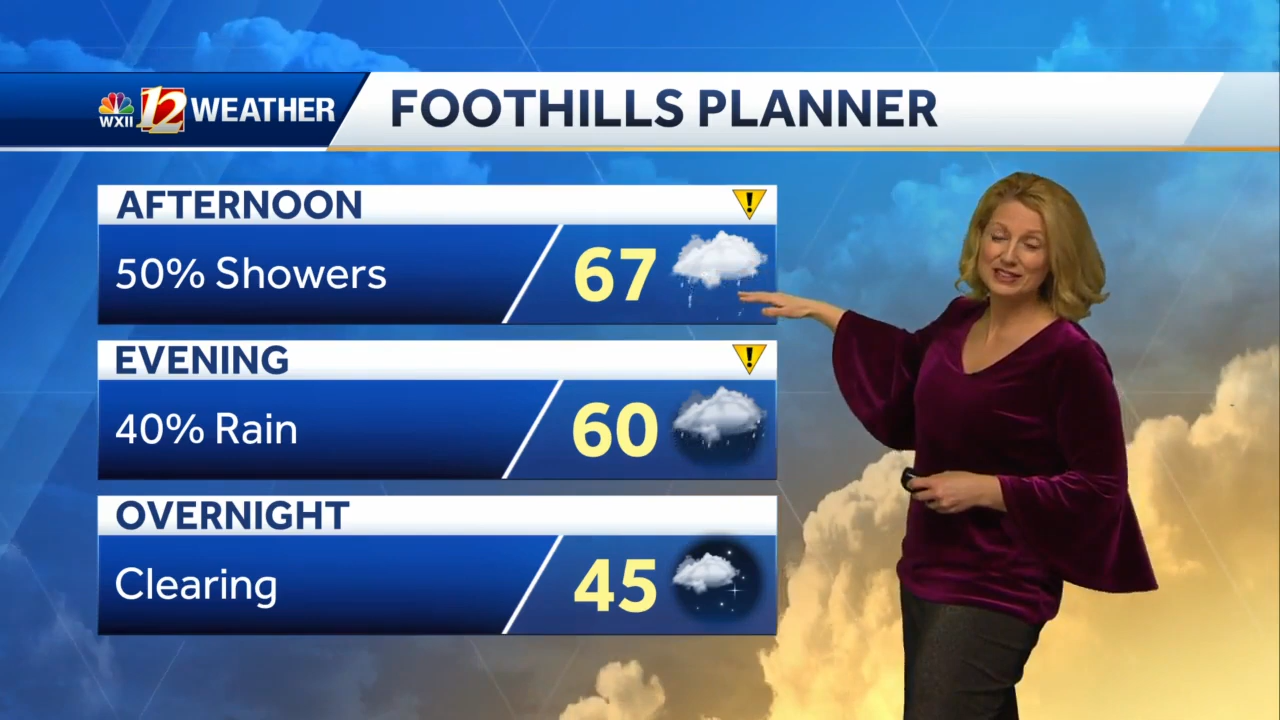 WXII 12 WEATHER
FOOTHILLS PLANNER
AFTERNOON
50% Showers
67
EVENING
40% Rain
60
OVERNIGHT
Clearing
45